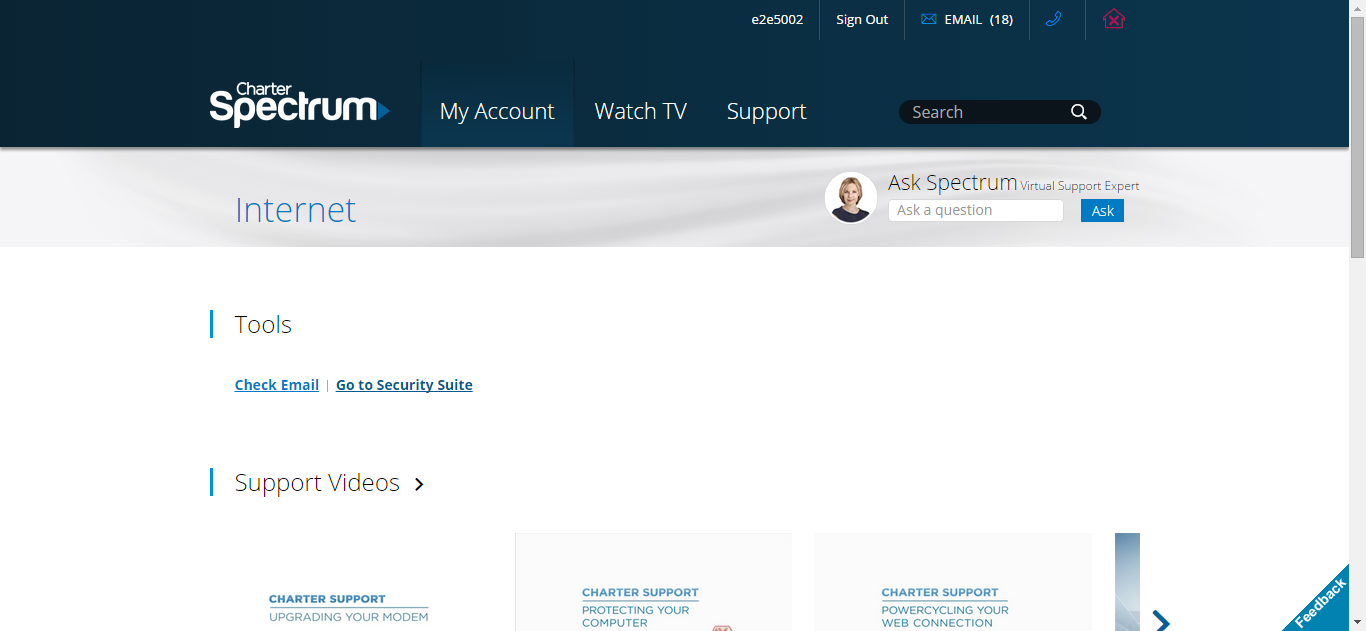 e2e5002
Sign Out
EMAIL (18)
Charter
Spectrum
My Account
Watch TV
Support
Search
Internet
Ask Spectrum Virtual Support Expert
Ask a question
Ask
Tools
Check Email | Go to Security Suite
Support Videos
CHARTER SUPPORT
UPGRADING YOUR MODEM
CHARTER SUPPORT
PROTECTING YOUR
COMPUTER
CHARTER SUPPORT
POWERCYCLING YOUR
WEB CONNECTION
Feedback